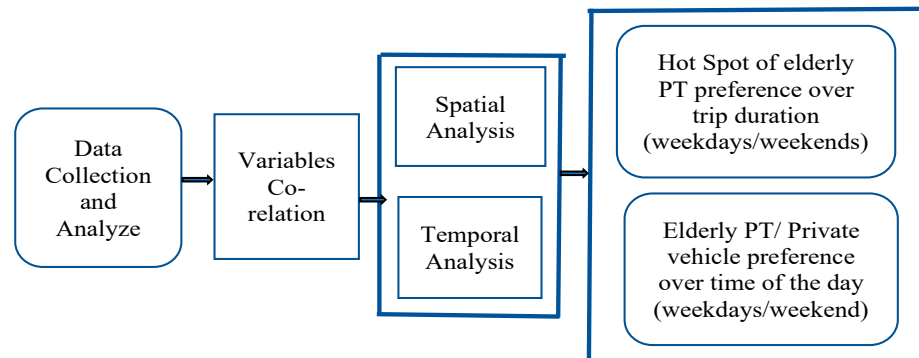 Data
Collection
and
Analyze
Variables
Co-
relation
Spatial
Analysis
Temporal
Analysis
Hot Spot of elderly
PT preference over
trip duration
(weekdays/weekends)
Elderly PT/ Private
vehicle preference
over time of the day
(weekdays/weekend)